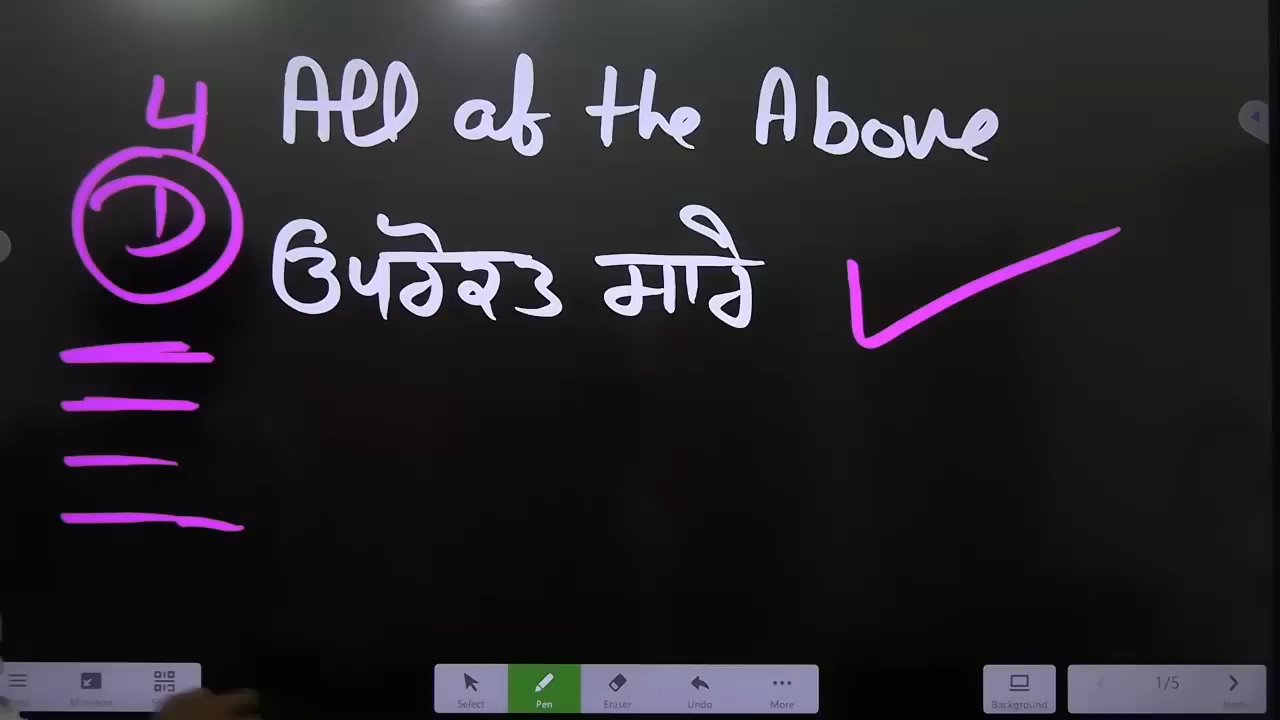 4 All of the Above
D
ਉਪਰੋਕਤ ਸਾਰੇ
Select Pen Eraser Undo More Background 1/5